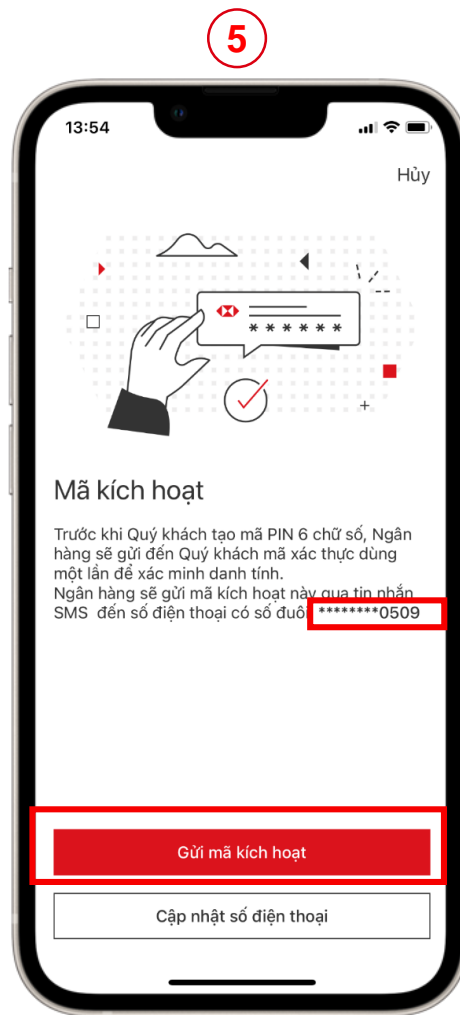 5
13:54
Hủy
* * * * * *
Mã kích hoạt
Trước khi Quý khách tạo mã PIN 6 chữ số, Ngân
hàng sẽ gửi đến Quý khách mã xác thực dùng
một lần để xác minh danh tính.
Ngân hàng sẽ gửi mã kích hoạt này qua tin nhắn
SMS đến số điện thoại có số đuôi ********0509
Gửi mã kích hoạt
Cập nhật số điện thoại